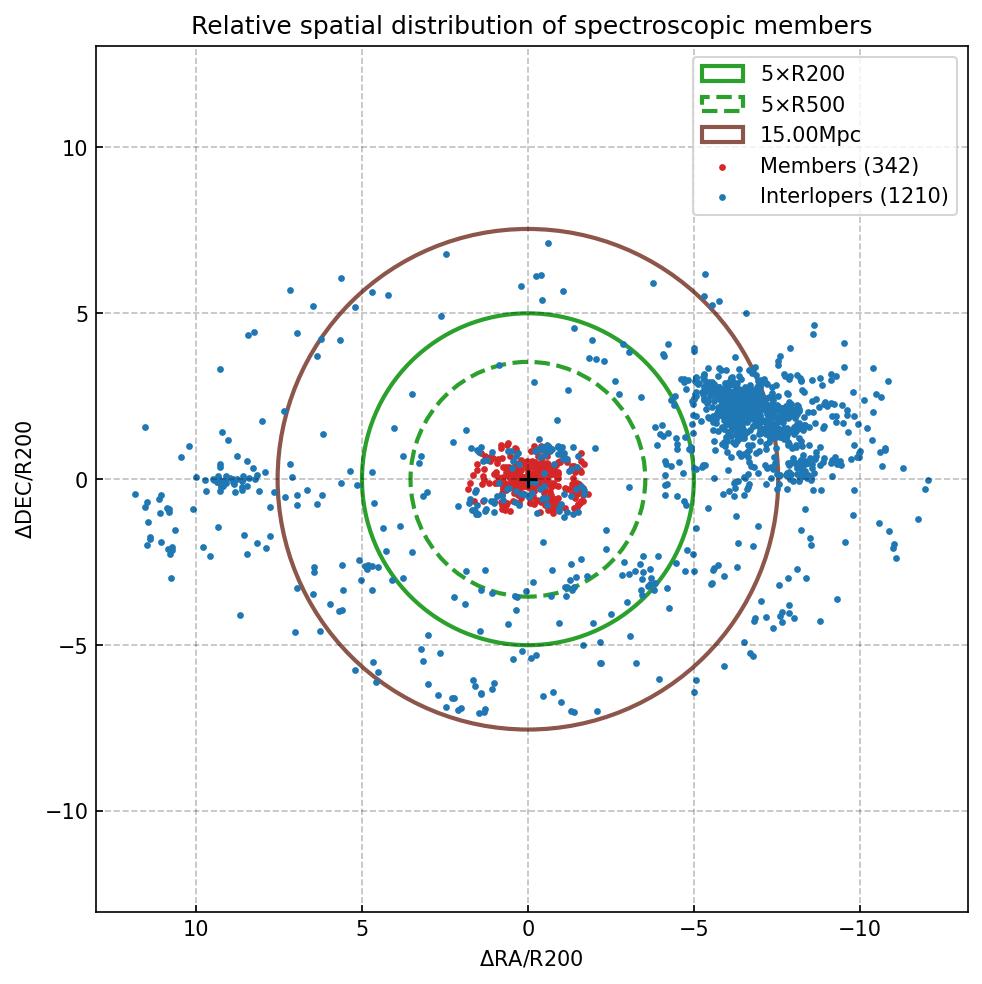 Relative spatial distribution of spectroscopic members
5×R200
5×R500
15.00Mpc
Members (342)
Interlopers (1210)
10
5
0
−5
−10
ΔDEC/R200
10
5
0
−5
−10
ΔRA/R200